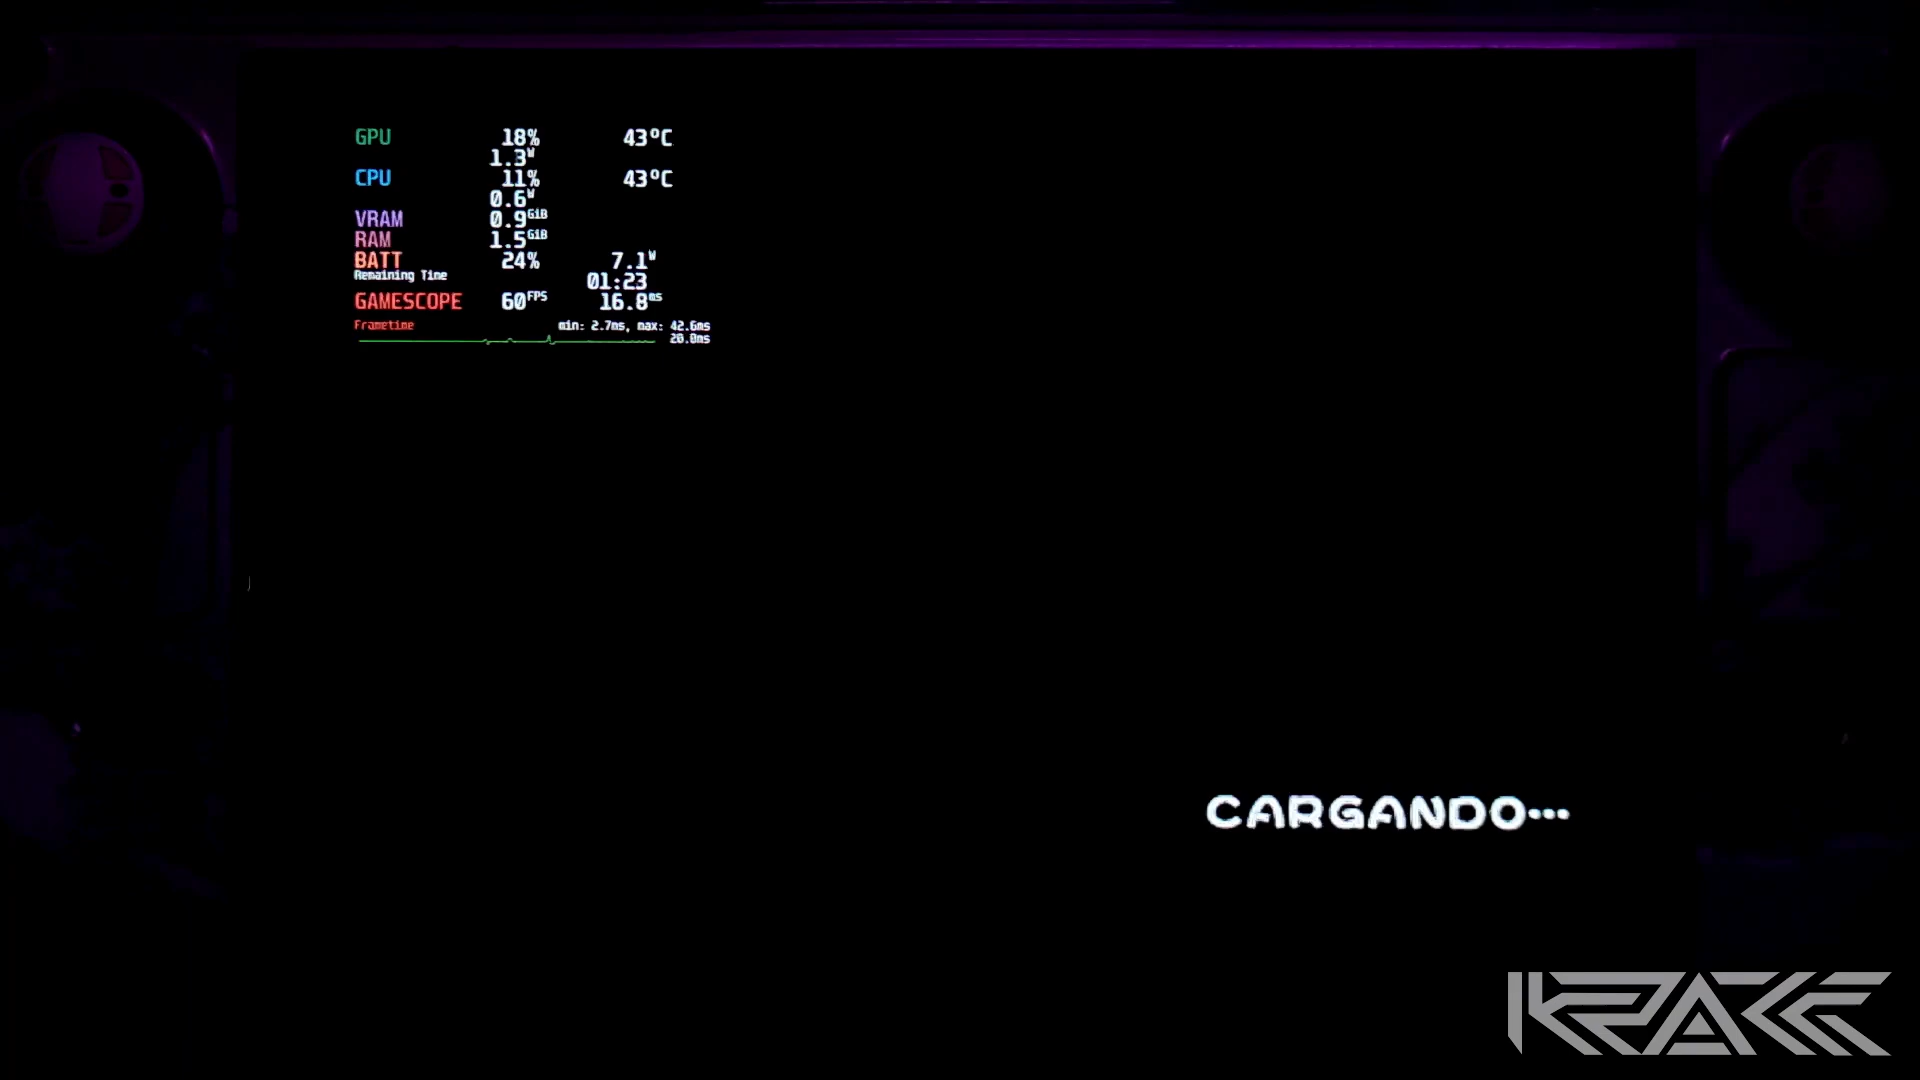 GPU 18% 43°C
1.3W
CPU 11% 43°C
0.6W
VRAM 0.9GiB
RAM 1.5GiB
BATT 24% 7.1W
Remaining Time 01:23
GAMESCOPE 60FPS 16.8ms
Frametime min: 2.7ms, max: 42.6ms
20.0ms
CARGANDO...